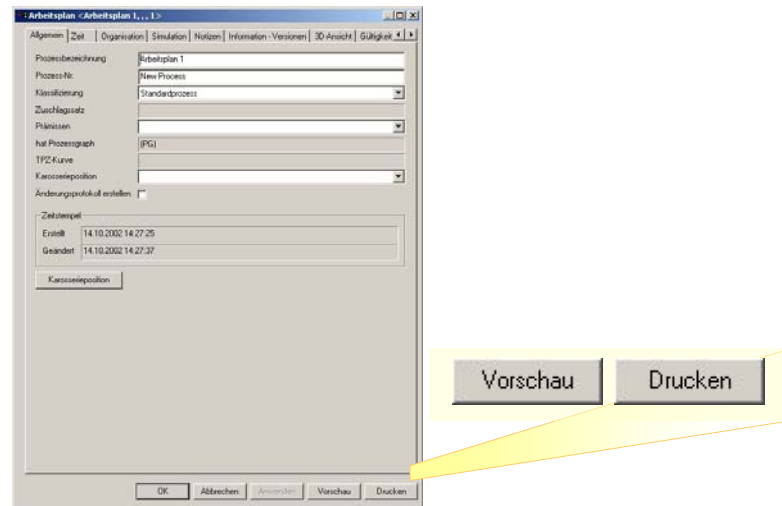 Arbeitsplan <Arbeitsplan 1, , , 1>
Allgemein Zeit Organisation Simulation Notizen Information - Versionen 3D Ansicht Gültigkeit
Prozessbezeichnung Arbeitsplan 1
Prozess-Nr. New Process
Klassifizierung Standardprozess
Zuschlagssatz
Prämissen
hat Prozessgraph (PG)
TPZ-Kurve
Karosserieposition
Änderungsprotokoll erstellen
Zeitstempel
Erstellt 14.10.2002 14:27:25
Geändert 14.10.2002 14:27:37
Karosserieposition
Vorschau Drucken
OK Abbrechen Anwenden Vorschau Drucken